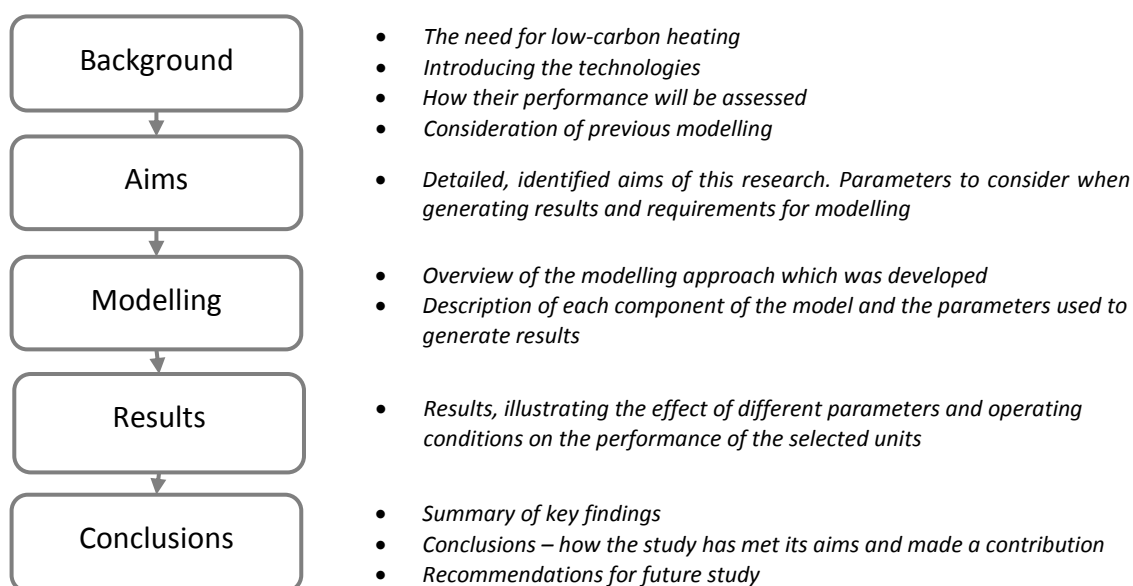 Background
• The need for low-carbon heating
• Introducing the technologies
• How their performance will be assessed
• Consideration of previous modelling
Aims
• Detailed, identified aims of this research. Parameters to consider when
generating results and requirements for modelling
Modelling
• Overview of the modelling approach which was developed
• Description of each component of the model and the parameters used to
generate results
Results
• Results, illustrating the effect of different parameters and operating
conditions on the performance of the selected units
Conclusions
• Summary of key findings
• Conclusions – how the study has met its aims and made a contribution
• Recommendations for future study